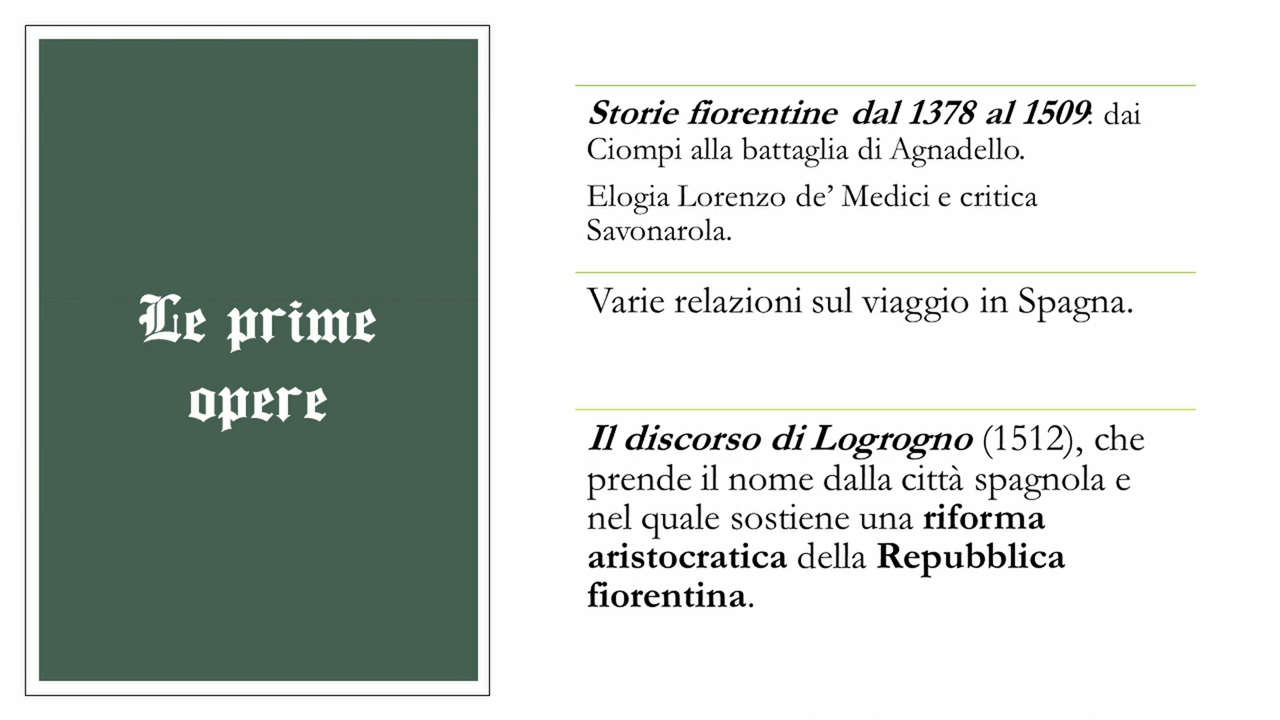 Le prime
opere
Storie fiorentine dal 1378 al 1509: dai
Ciompi alla battaglia di Agnadello.
Elogia Lorenzo de’ Medici e critica
Savonarola.
Varie relazioni sul viaggio in Spagna.
Il discorso di Logrogno (1512), che
prende il nome dalla città spagnola e
nel quale sostiene una riforma
aristocratica della Repubblica
fiorentina.